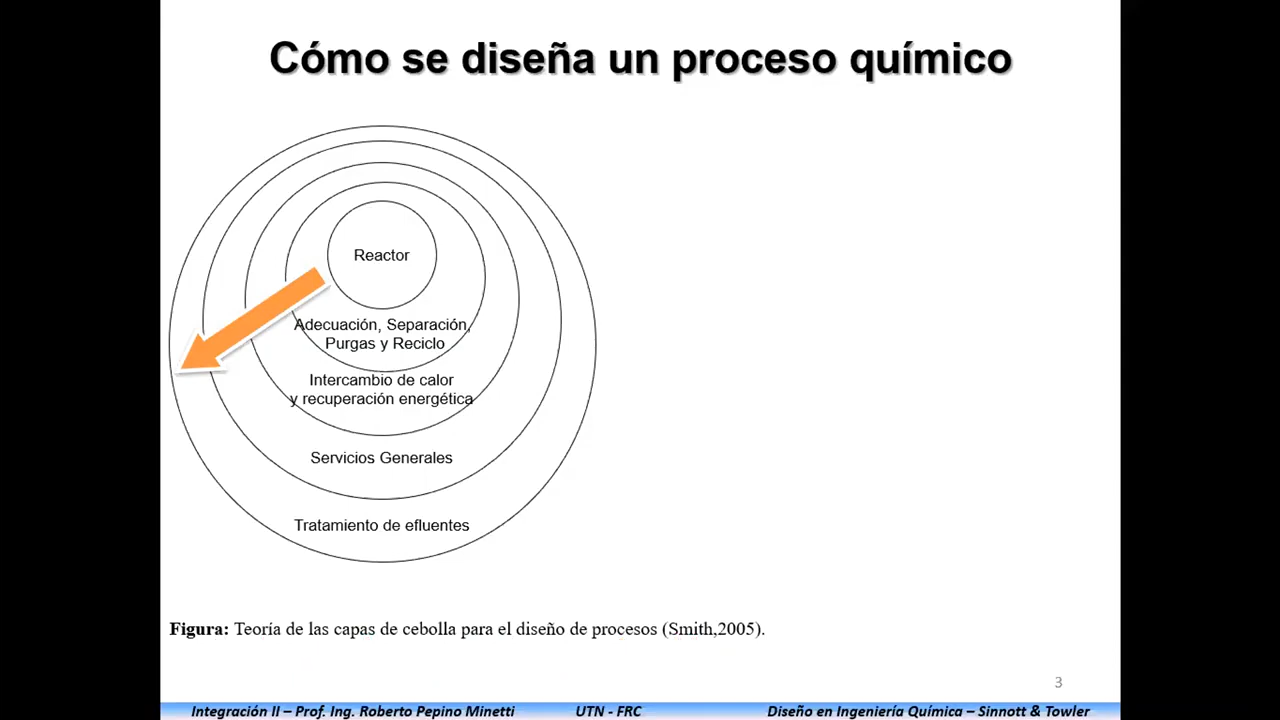 Cómo se diseña un proceso químico
Reactor
Adecuación, Separación,
Purgas y Reciclo
Intercambio de calor
y recuperación energética
Servicios Generales
Tratamiento de efluentes
Figura: Teoría de las capas de cebolla para el diseño de procesos (Smith,2005).
3
Integración II – Prof. Ing. Roberto Pepino Minetti UTN - FRC Diseño en Ingeniería Química – Sinnott & Towler